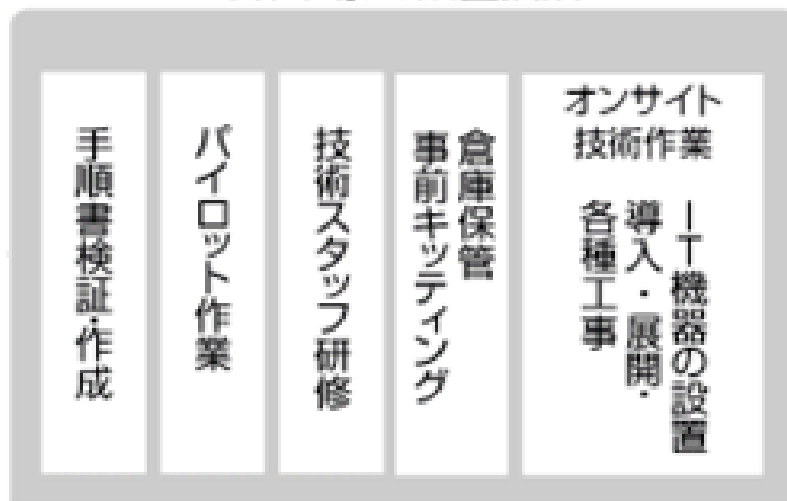 手順書検証・作成
パイロット作業
技術スタッフ研修
倉庫保管
事前キッティング
オンサイト
技術作業
IT機器の設置
導入・展開・
各種工事